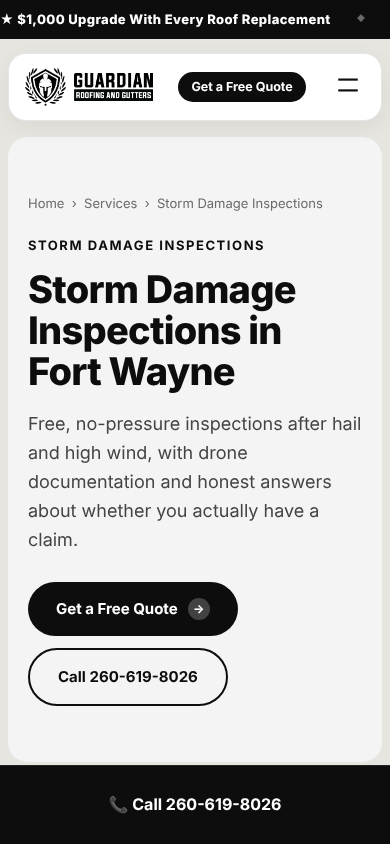 ★ $1,000 Upgrade With Every Roof Replacement ◆
GUARDIAN
ROOFING AND GUTTERS
Get a Free Quote
Home › Services › Storm Damage Inspections
STORM DAMAGE INSPECTIONS
Storm Damage
Inspections in
Fort Wayne
Free, no-pressure inspections after hail
and high wind, with drone
documentation and honest answers
about whether you actually have a
claim.
Get a Free Quote →
Call 260-619-8026
📞 Call 260-619-8026